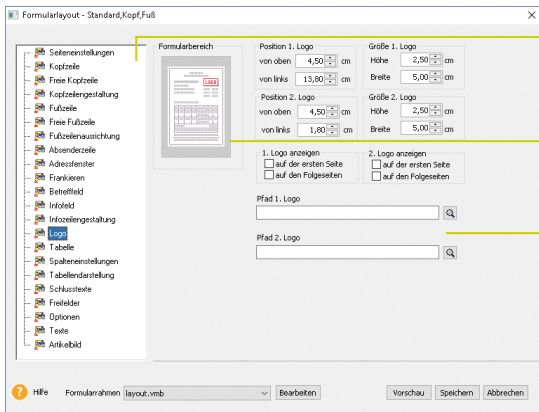 Formularlayout - Standard,Kopf,Fuß
Seiteneinstellungen
Kopfzeile
Freie Kopfzeile
Kopfzeilengestaltung
Fußzeile
Freie Fußzeile
Fußzeilenausrichtung
Absenderzeile
Adressfenster
Frankieren
Betrefffeld
Infofeld
Infozeilengestaltung
Logo
Tabelle
Spalteneinstellungen
Tabellendarstellung
Schlusstexte
Freifelder
Optionen
Texte
Artikelbild
Formularbereich
LOGO
Position 1. Logo
von oben 4,50 cm
von links 13,80 cm
Größe 1. Logo
Höhe 2,50 cm
Breite 5,00 cm
Position 2. Logo
von oben 4,50 cm
von links 1,80 cm
Größe 2. Logo
Höhe 2,50 cm
Breite 5,00 cm
1. Logo anzeigen
auf der ersten Seite
auf den Folgeseiten
2. Logo anzeigen
auf der ersten Seite
auf den Folgeseiten
Pfad 1. Logo
Pfad 2. Logo
? Hilfe Formularrahmen layout.vmb Bearbeiten Vorschau Speichern Abbrechen